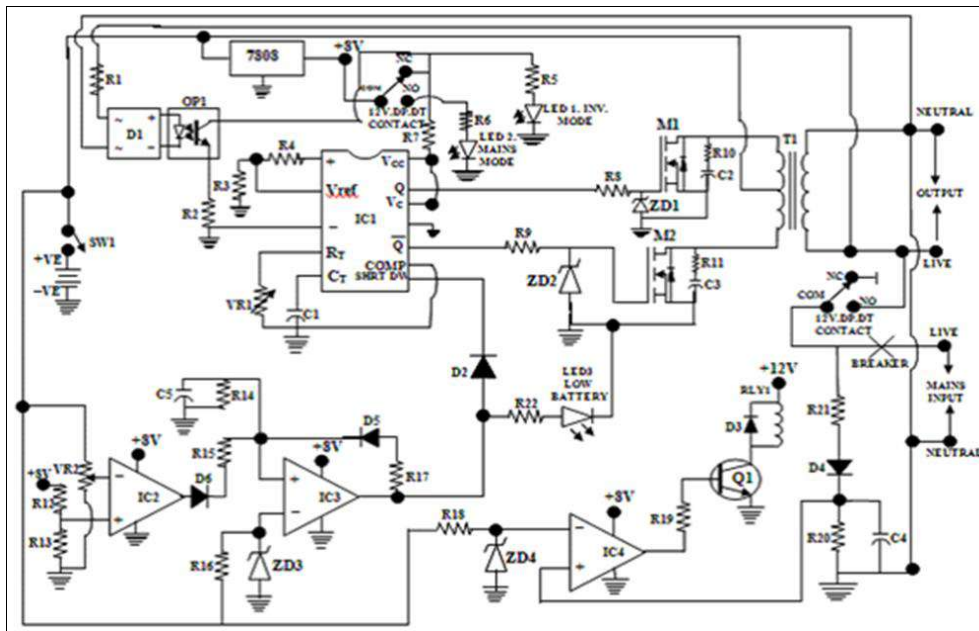 7808
+8V
NC
COM
NO
12V.DP.DT
CONTACT
R1
OP1
D1
R5
LED 1. INV.
MODE
R6
LED 2.
MAINS
MODE
R7
R4
R3
R2
+
Vref
−
RT
CT
IC1
VCC
Q
VC
Q
COMP
SHRT DW
M1
R10
C2
T1
R8
ZD1
M2
R9
ZD2
R11
C3
NEUTRAL
OUTPUT
LIVE
NC
COM
NO
12V.DP.DT
CONTACT
LIVE
BREAKER
MAINS
INPUT
NEUTRAL
SW1
+VE
−VE
VR1
C1
D2
R22
LED3
LOW
BATTERY
+12V
RLY1
D3
Q1
R21
D4
R20
C4
C5
R14
D5
R15
R17
+8V
VR2
R12
R13
+8V
IC2
−
+
D6
+8V
IC3
+
−
R16
ZD3
R18
ZD4
+8V
IC4
−
+
R19
~
~
+
−